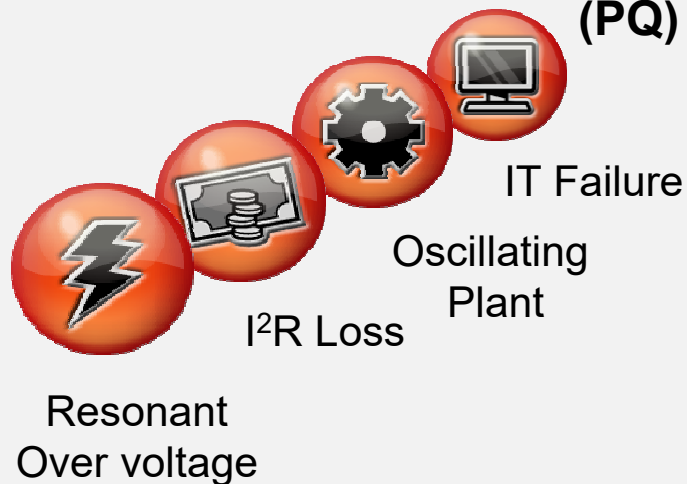 (PQ)
IT Failure
Oscillating
Plant
I²R Loss
Resonant
Over voltage